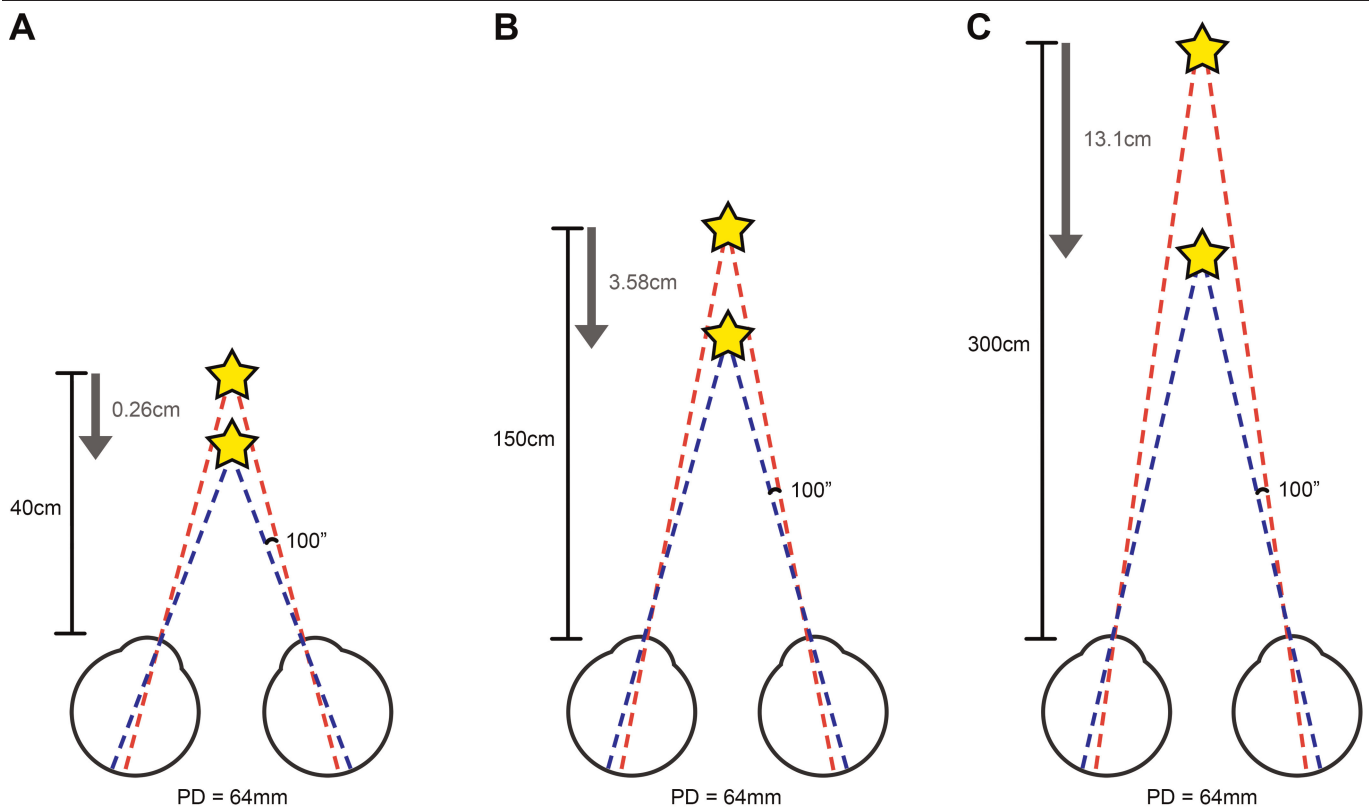 A
0.26cm
40cm
100”
PD = 64mm
B
3.58cm
150cm
100”
PD = 64mm
C
13.1cm
300cm
100”
PD = 64mm